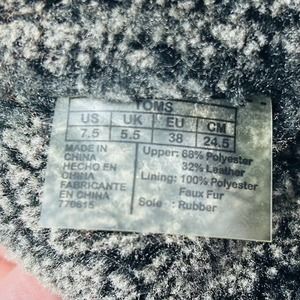 TOMS
US UK EU CM
7.5 5.5 38 24.5
MADE IN CHINA
HECHO EN CHINA
FABRICANTE EN CHINA
770615
Upper: 68% Polyester
32% Leather
Lining: 100% Polyester
Faux Fur
Sole : Rubber